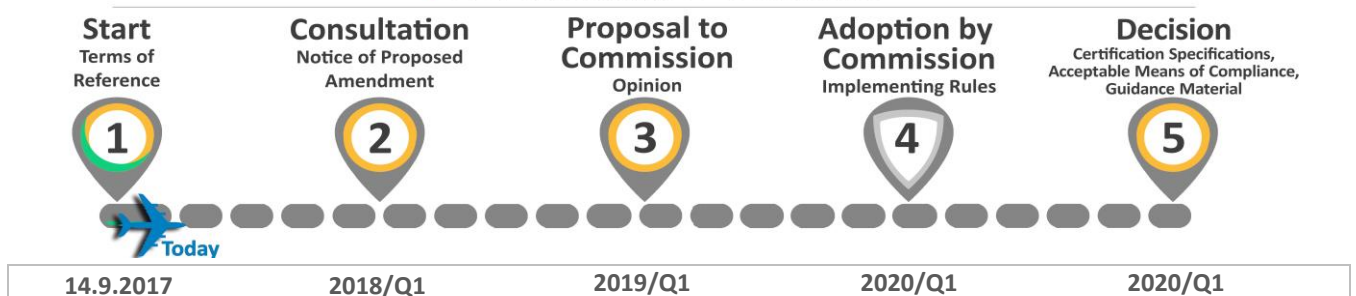 Start
Terms of
Reference
1
Consultation
Notice of Proposed
Amendment
2
Proposal to
Commission
Opinion
3
Adoption by
Commission
Implementing Rules
4
Decision
Certification Specifications,
Acceptable Means of Compliance,
Guidance Material
5
Today
14.9.2017
2018/Q1
2019/Q1
2020/Q1
2020/Q1